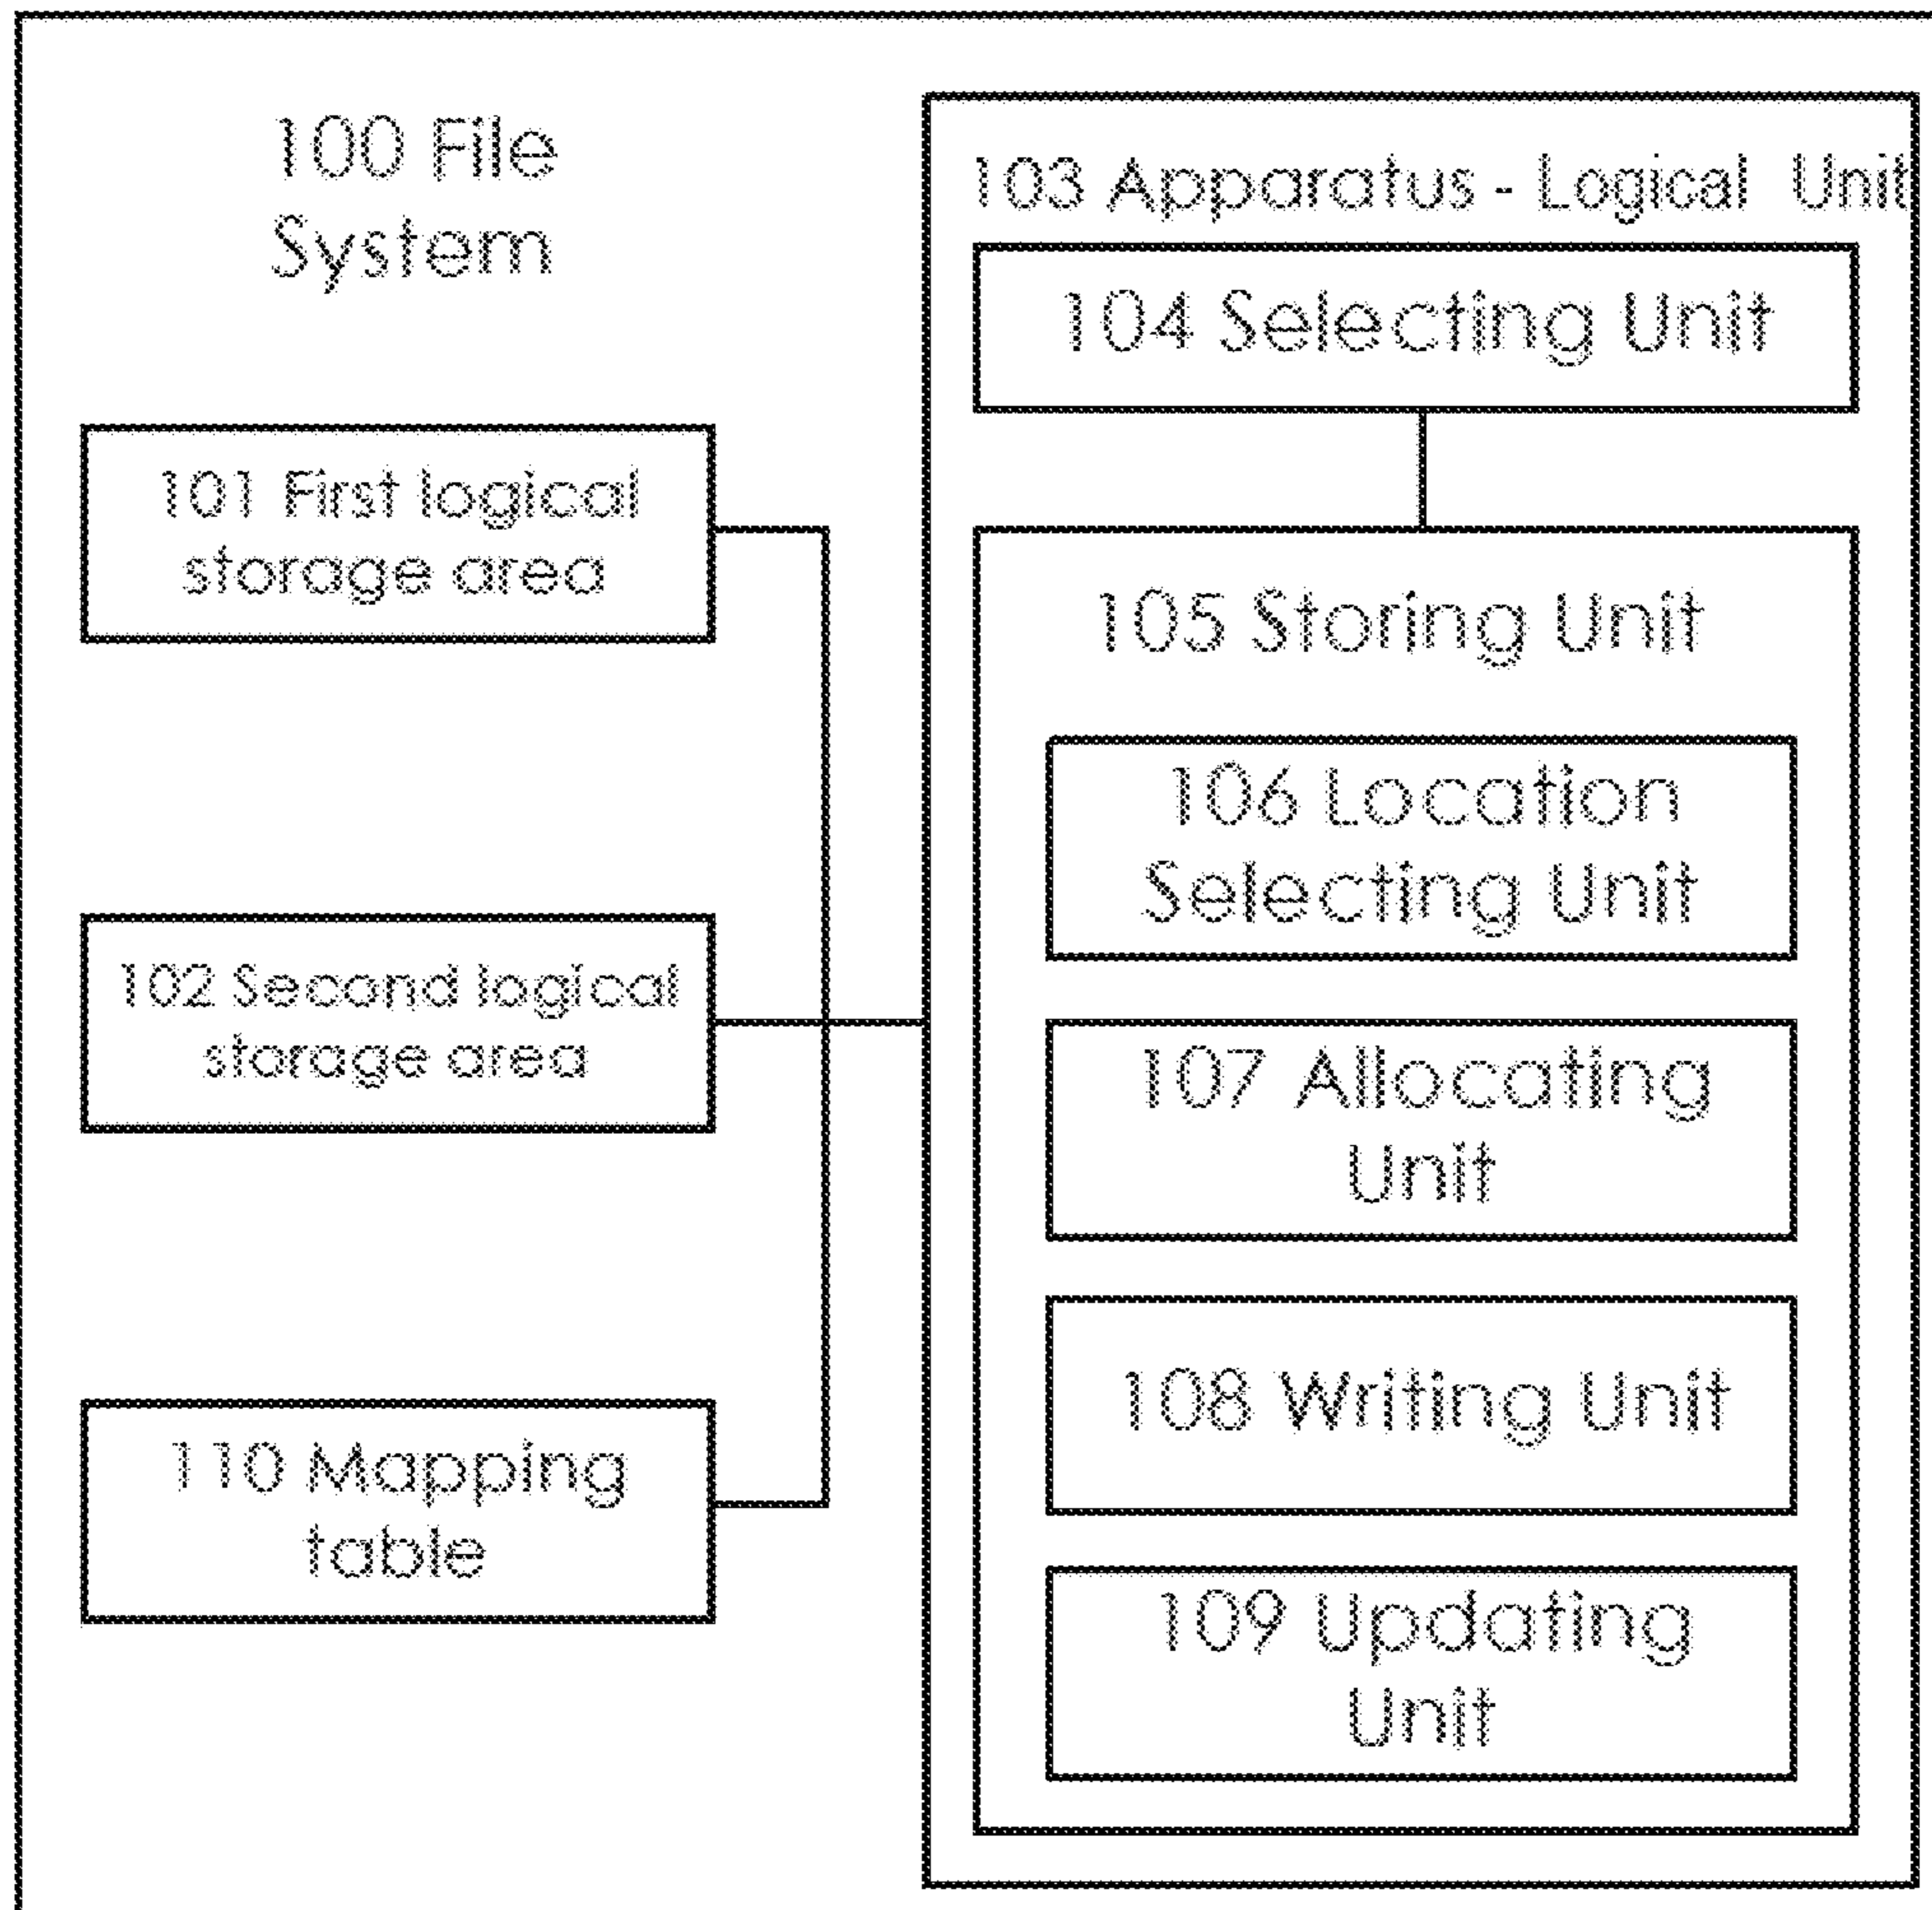 100 File
System
101 First logical
storage area
102 Second logical
storage area
110 Mapping
table
103 Apparatus - Logical Unit
104 Selecting Unit
105 Storing Unit
106 Location
Selecting Unit
107 Allocating
Unit
108 Writing Unit
109 Updating
Unit